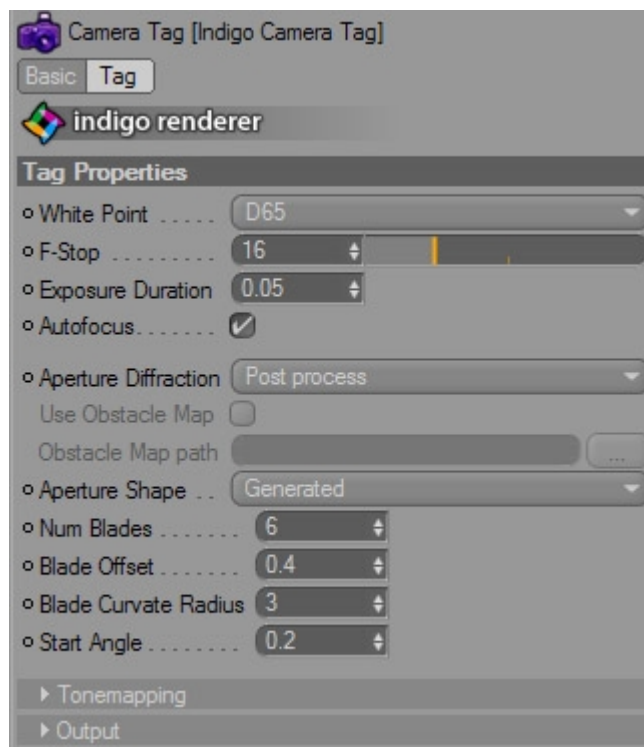 Camera Tag [Indigo Camera Tag]
Basic Tag
indigo renderer
Tag Properties
White Point ..... D65
F-Stop ......... 16
Exposure Duration 0.05
Autofocus.......
Aperture Diffraction Post process
Use Obstacle Map
Obstacle Map path ...
Aperture Shape .. Generated
Num Blades ...... 6
Blade Offset ....... 0.4
Blade Curvate Radius 3
Start Angle ........ 0.2
Tonemapping
Output